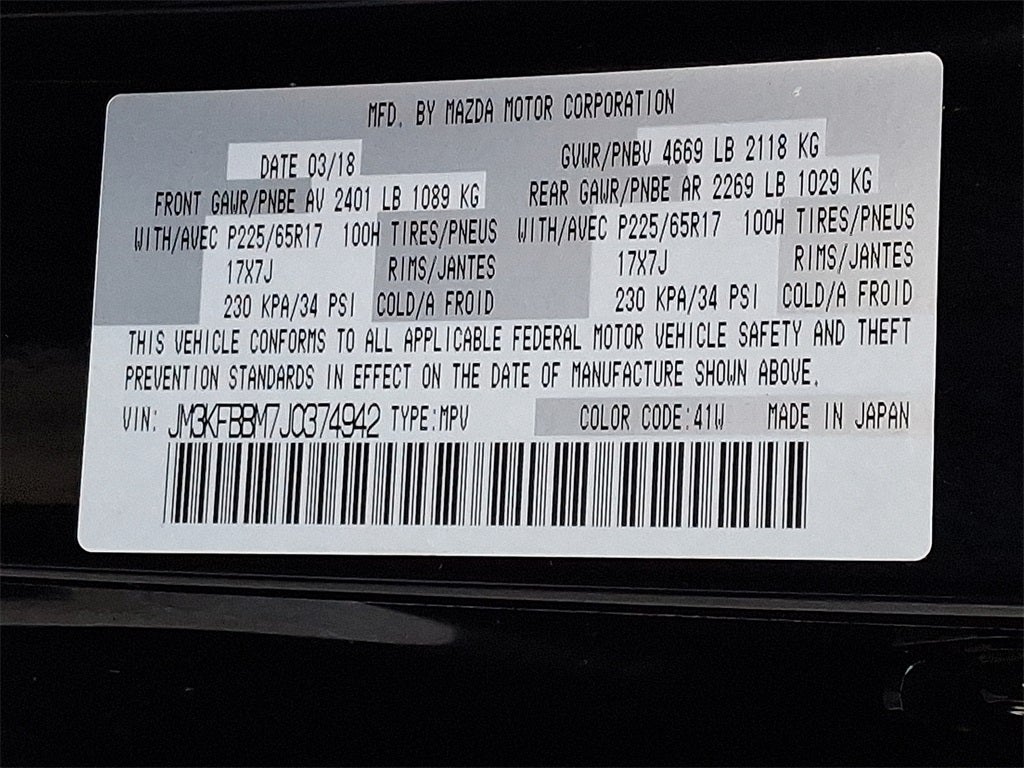 MFD. BY MAZDA MOTOR CORPORATION
DATE 03/18 GVWR/PNBV 4669 LB 2118 KG
FRONT GAWR/PNBE AV 2401 LB 1089 KG REAR GAWR/PNBE AR 2269 LB 1029 KG
WITH/AVEC P225/65R17 100H TIRES/PNEUS WITH/AVEC P225/65R17 100H TIRES/PNEUS
17X7J RIMS/JANTES 17X7J RIMS/JANTES
230 KPA/34 PSI COLD/A FROID 230 KPA/34 PSI COLD/A FROID
THIS VEHICLE CONFORMS TO ALL APPLICABLE FEDERAL MOTOR VEHICLE SAFETY AND THEFT
PREVENTION STANDARDS IN EFFECT ON THE DATE OF MANUFACTURE SHOWN ABOVE.
VIN: JM3KFBBM7J0374942 TYPE:MPV COLOR CODE:41W MADE IN JAPAN